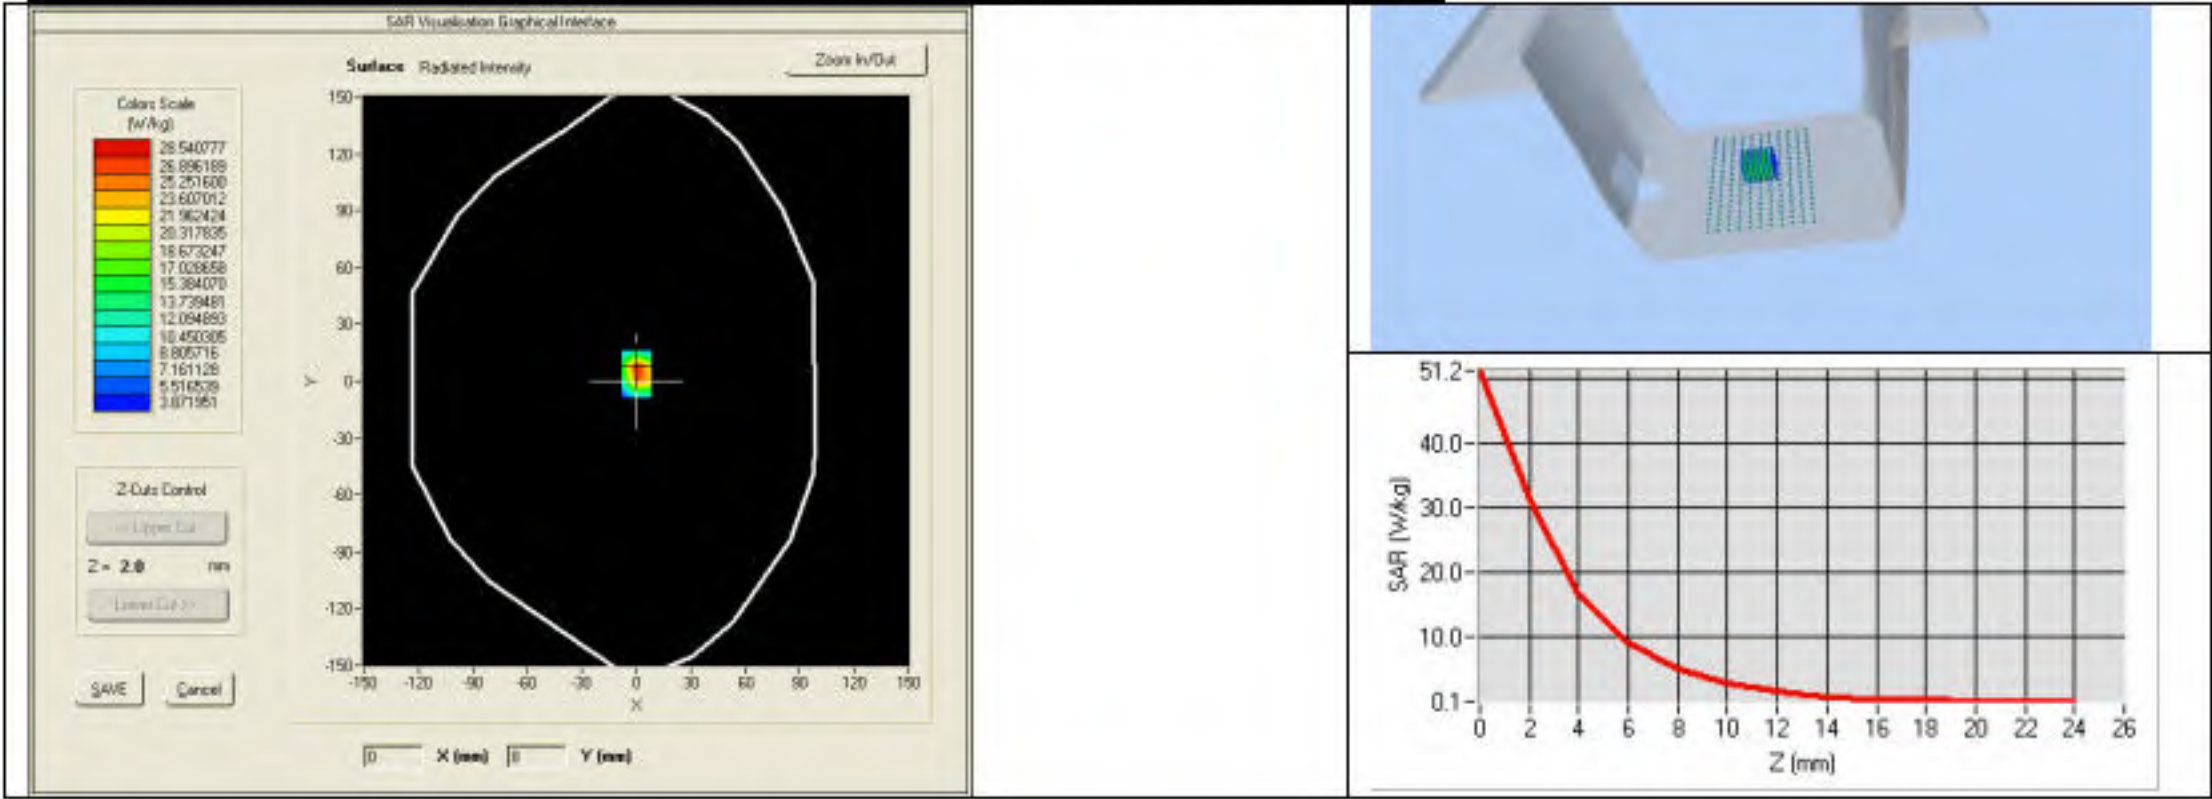 SAR Visualisation Graphical Interface
Surface Radiated Intensity
Zoom In/Out
Colors Scale
(W/kg)
28.540777
26.896189
25.251600
23.607012
21.962424
20.317835
18.673247
17.028658
15.384070
13.739481
12.094893
10.450305
8.805716
7.161128
5.516539
3.871951
Z-Cuts Control
<< Upper Cut
Z = 2.0 mm
Lower Cut >>
SAVE
Cancel
150
120
90
60
30
0
-30
-60
-90
-120
-150
Y
-150 -120 -90 -60 -30 0 30 60 90 120 150
X
0 X (mm) 8 Y (mm)
51.2
40.0
30.0
20.0
10.0
0.1
SAR (W/kg)
0 2 4 6 8 10 12 14 16 18 20 22 24 26
Z (mm)